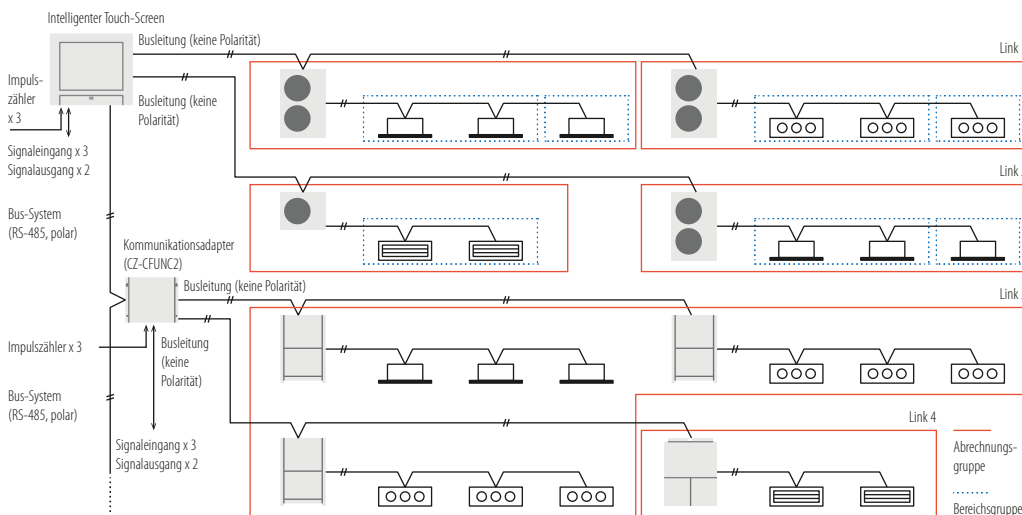 Intelligenter Touch-Screen
Busleitung (keine Polarität)
Link
Impuls-
zähler
x 3
Busleitung (keine
Polarität)
Signaleingang x 3
Signalausgang x 2
Link
Bus-System
(RS-485, polar)
Kommunikationsadapter
(CZ-CFUNC2)
Busleitung (keine Polarität)
Link
Impulszähler x 3
Busleitung
(keine
Polarität)
Bus-System
(RS-485, polar)
Link 4
Signaleingang x 3
Signalausgang x 2
Abrechnungs-
gruppe
Bereichsgruppe